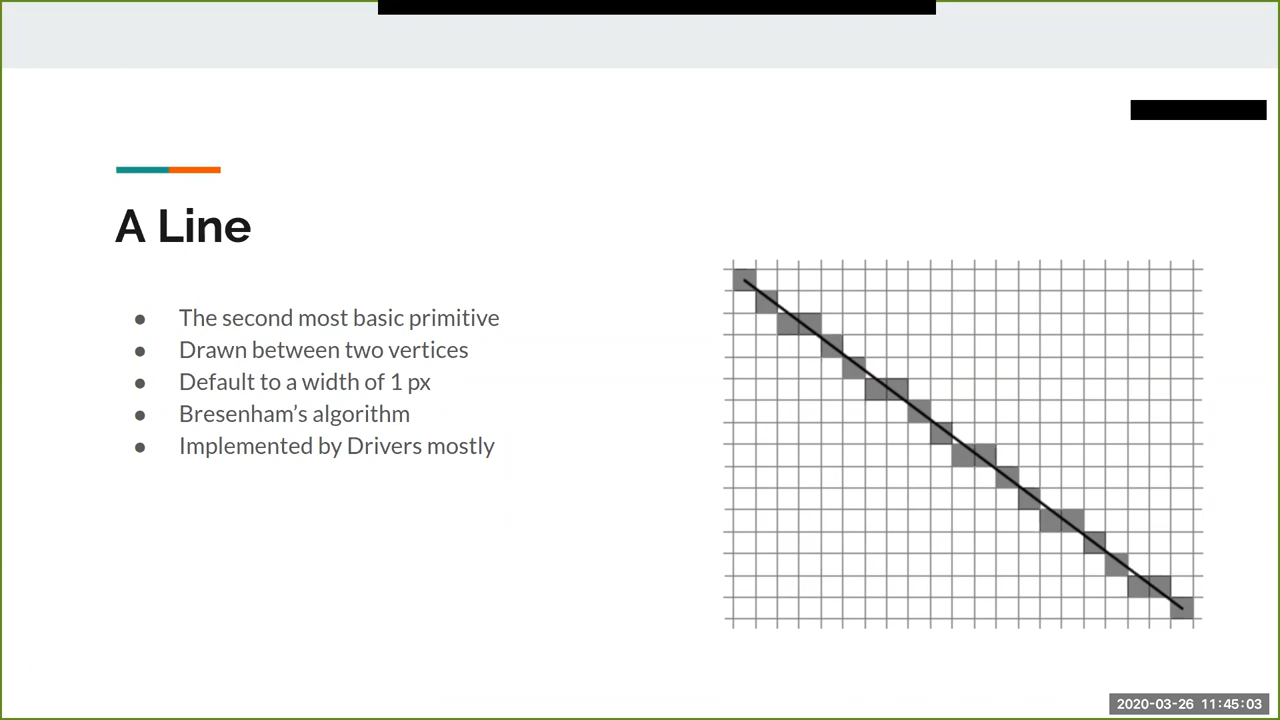 A Line
● The second most basic primitive
● Drawn between two vertices
● Default to a width of 1 px
● Bresenham’s algorithm
● Implemented by Drivers mostly
2020-03-26 11:45:03